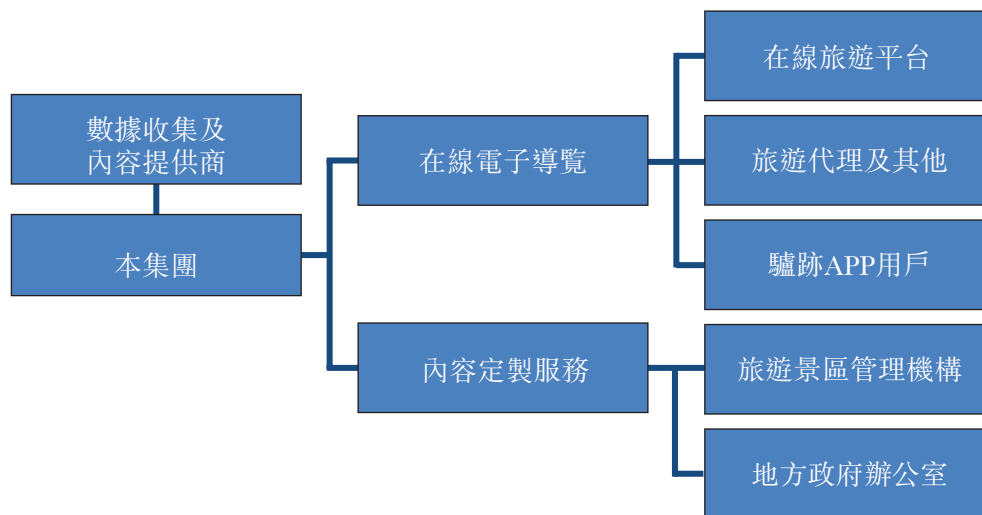 數據收集及
內容提供商
本集團
在線電子導覽
內容定製服務
在線旅遊平台
旅遊代理及其他
驢跡APP用戶
旅遊景區管理機構
地方政府辦公室